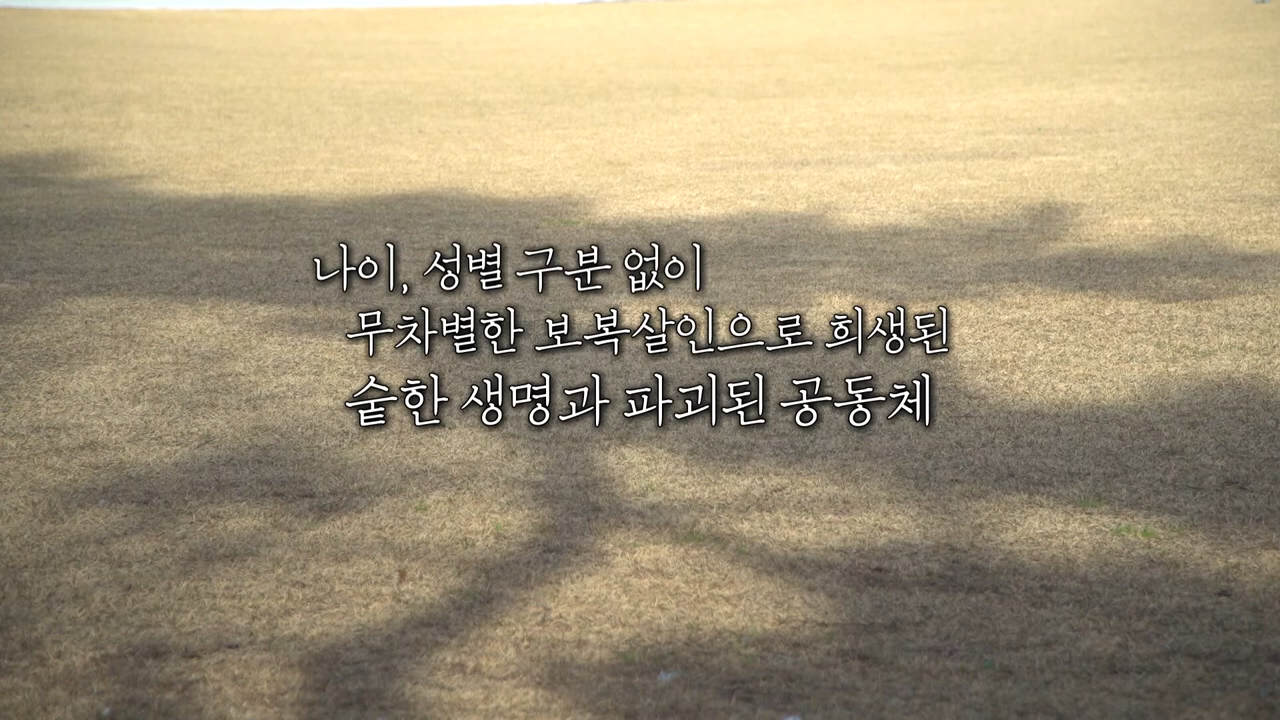 나이, 성별 구분 없이
무차별한 보복살인으로 희생된
숱한 생명과 파괴된 공동체